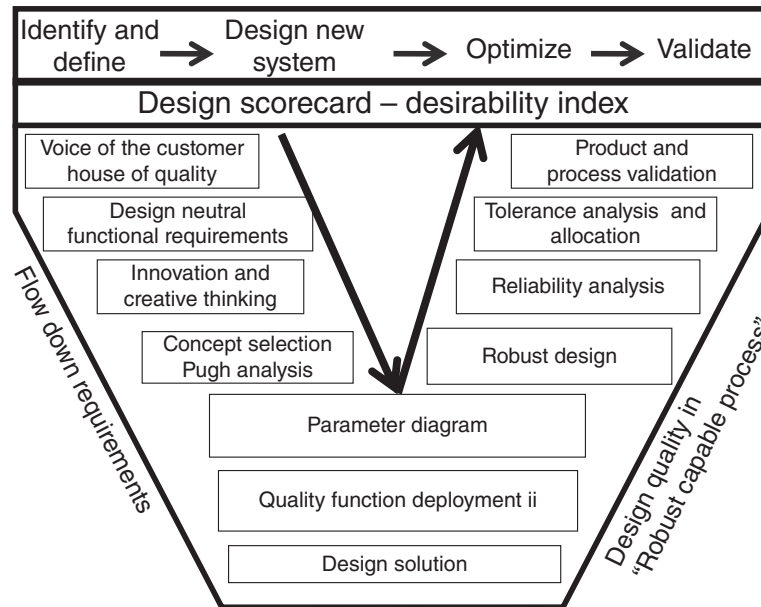 Identify and
define
Design new
system
Optimize
Validate
Design scorecard – desirability index
Voice of the customer
house of quality
Design neutral
functional requirements
Innovation and
creative thinking
Concept selection
Pugh analysis
Product and
process validation
Tolerance analysis and
allocation
Reliability analysis
Robust design
Parameter diagram
Quality function deployment ii
Design solution
Flow down requirements
Design quality in
“Robust capable process”